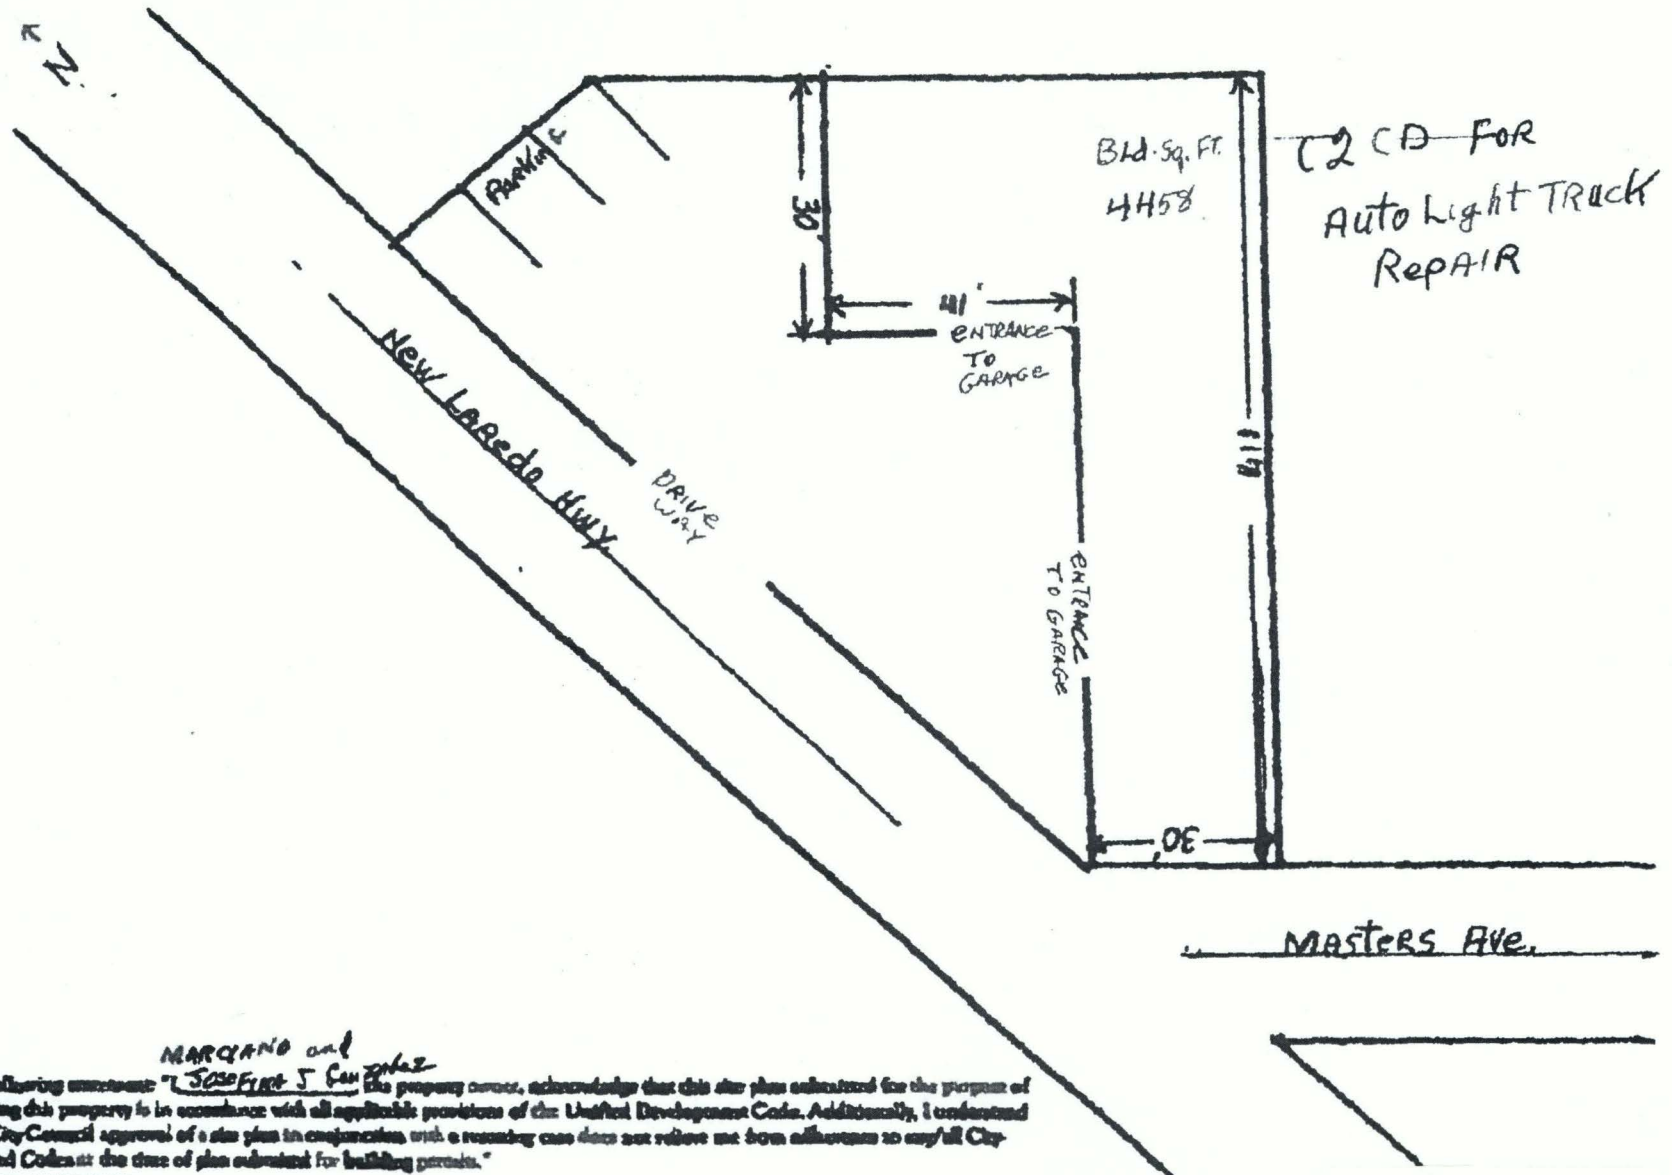 N
PARKING
30'
Bld. Sq. FT.
4458
C2 CD FOR
Auto Light TRuck
RepAIR
41'
eNTRANCe
TO
GARAGE
114
New LARedo HWY.
DRIVe
WAY
eNTRANCe
TO GARAGe
30'
MAsteRs Ave.
MARCIANO and
"I, JOSEFINA J the property owner, acknowledge that this site plan submitted for the purpose of
this property is in accordance with all applicable provisions of the Unified Development Code. Additionally, I understand
City Council approval of a site plan in conjunction with a rezoning case does not relieve me from adherence to any/all City
Codes at the time of plan submittal for building permits."